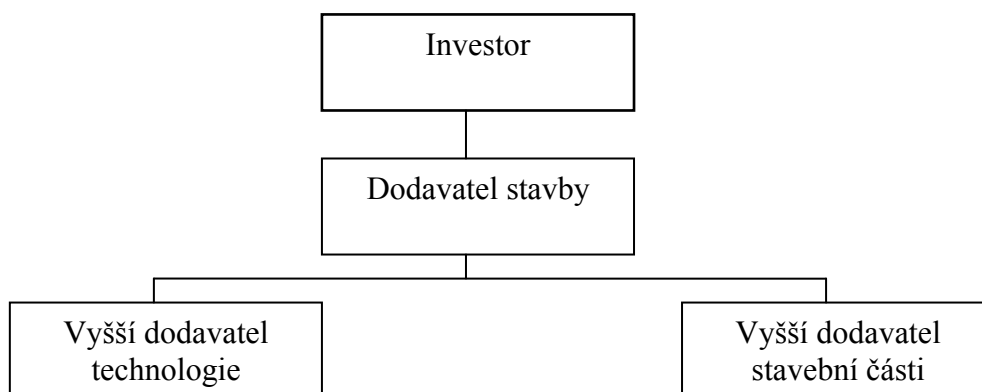 Investor
Dodavatel stavby
Vyšší dodavatel
technologie
Vyšší dodavatel
stavební části